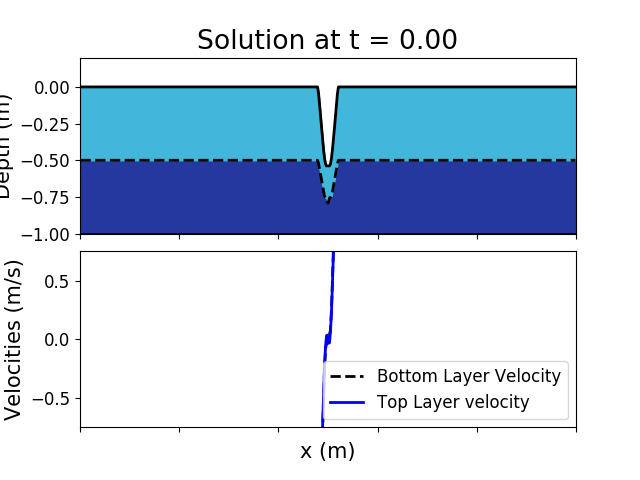 Solution at t = 0.00
0.00
−0.25
−0.50
−0.75
−1.00
Depth (m)
0.5
0.0
−0.5
Velocities (m/s)
Bottom Layer Velocity
Top Layer velocity
x (m)